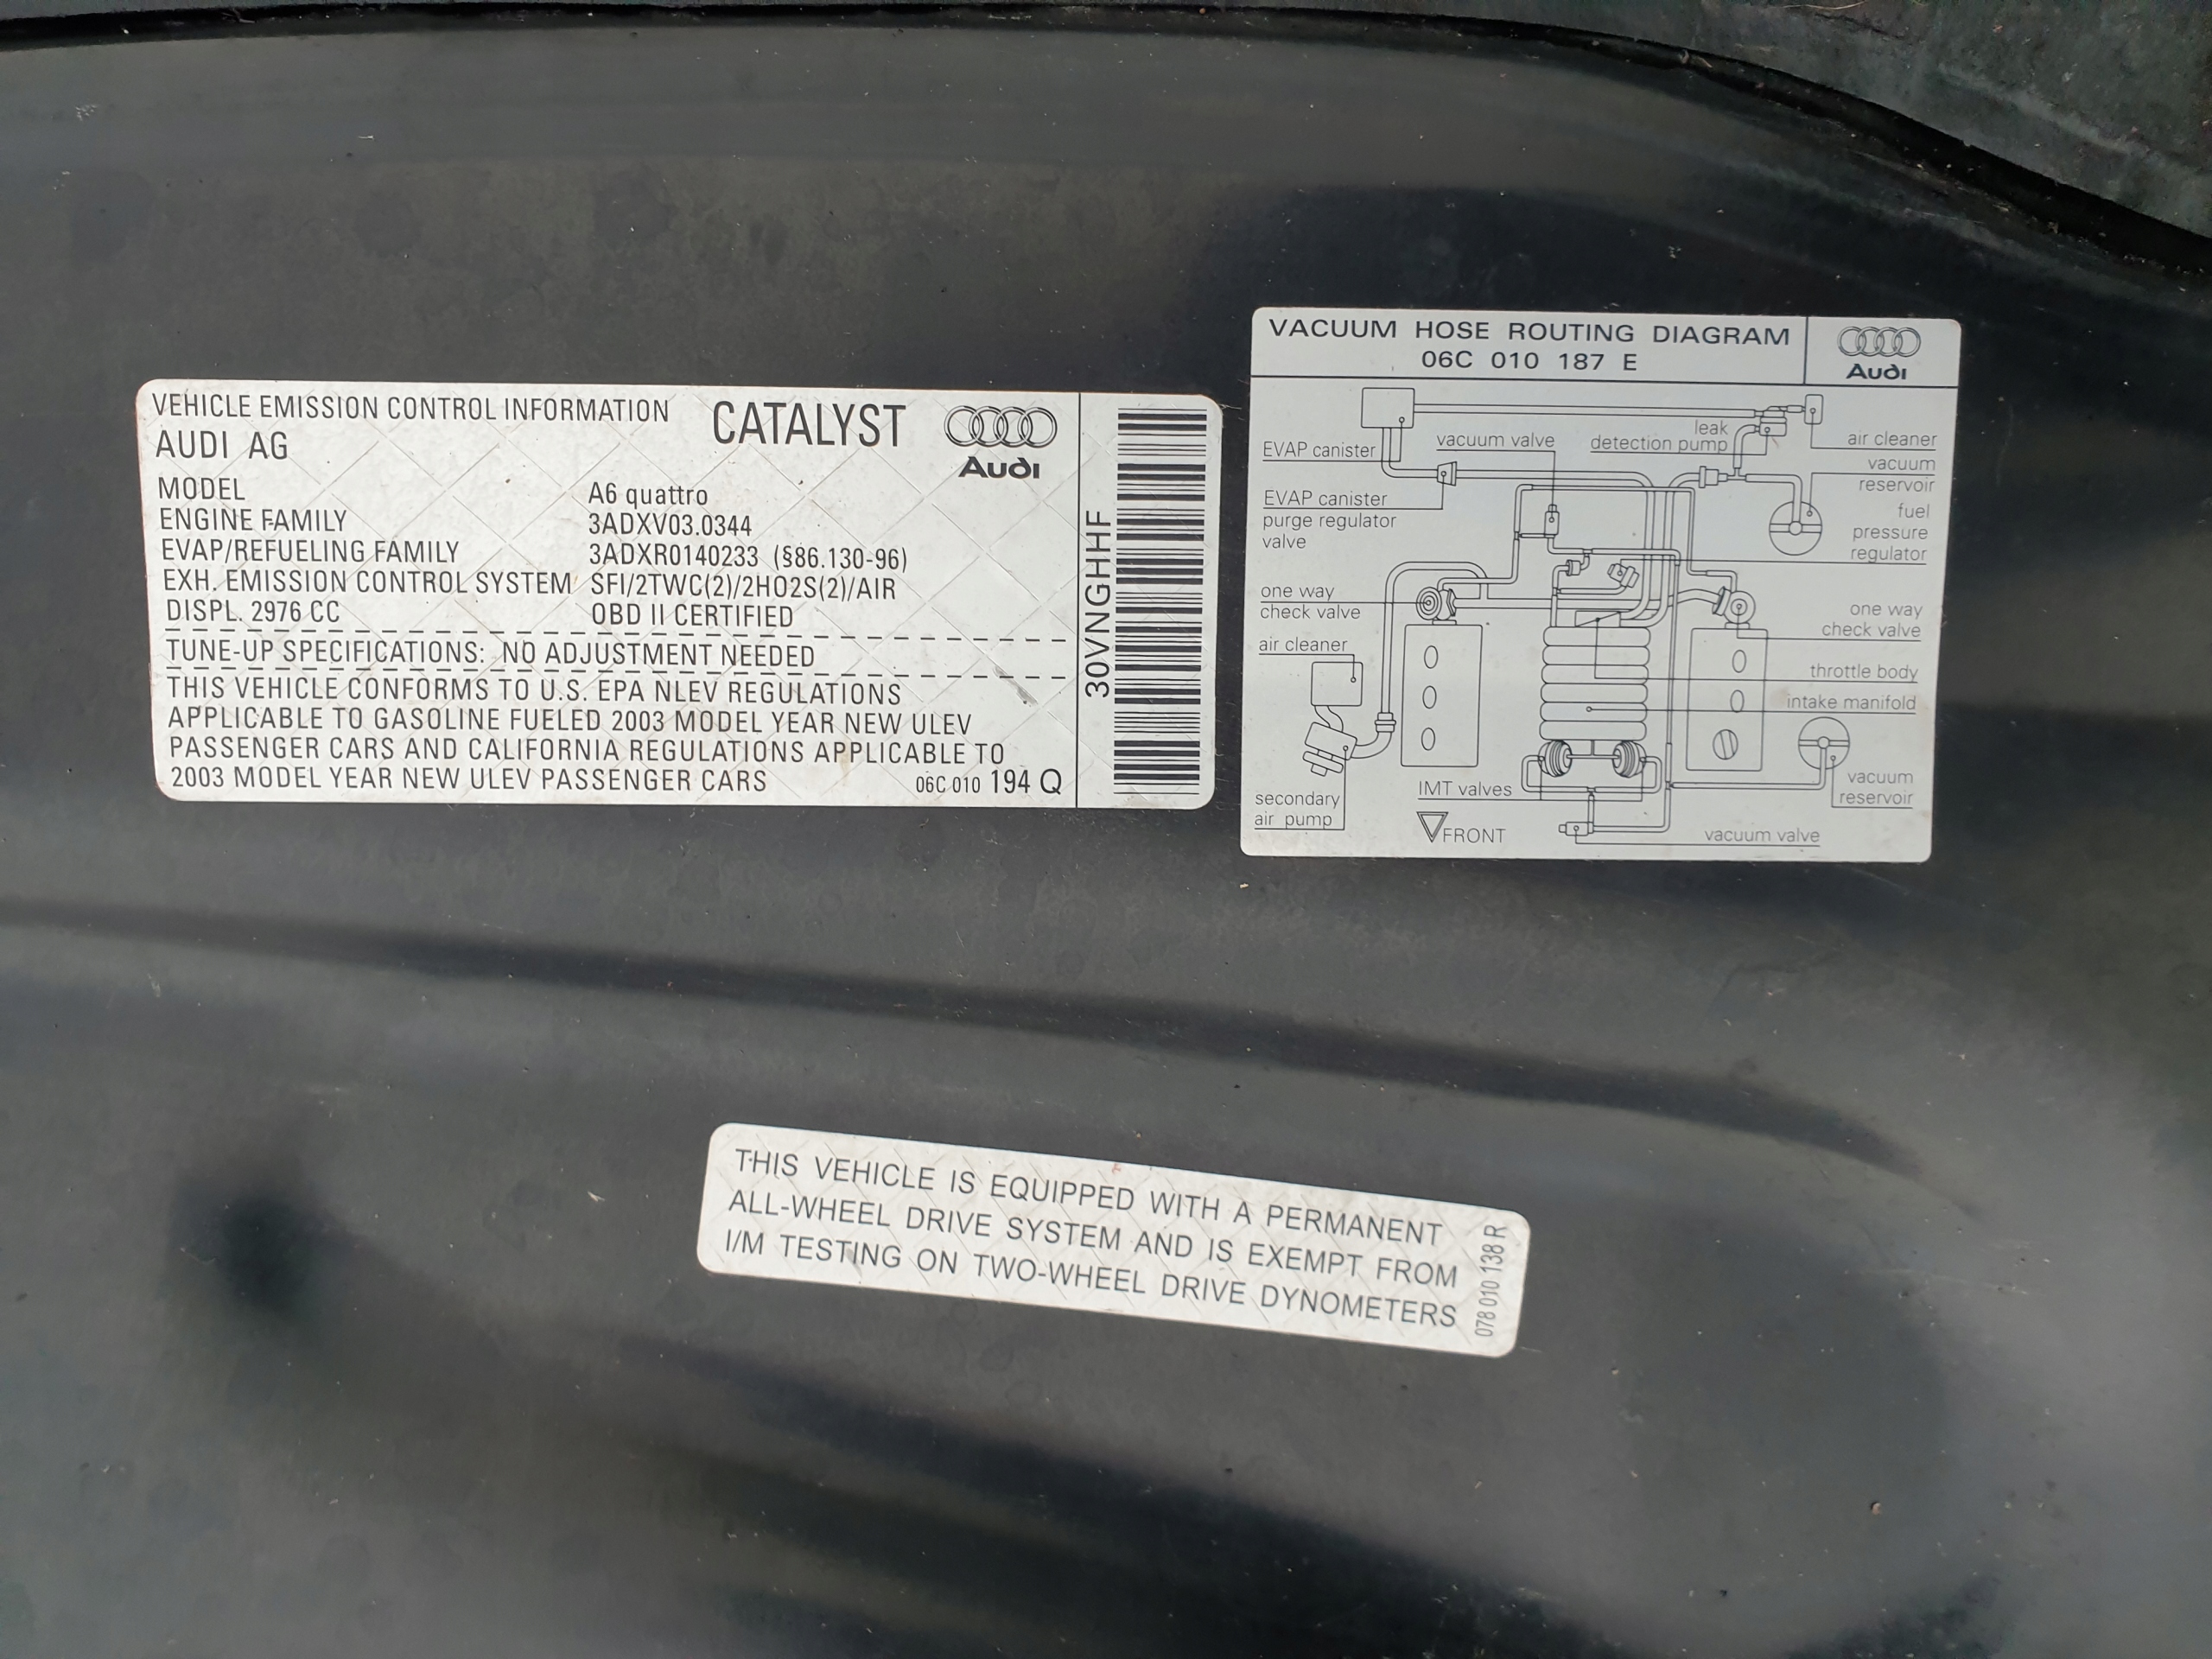 VEHICLE EMISSION CONTROL INFORMATION
CATALYST
Audi
AUDI AG
MODEL A6 quattro
ENGINE FAMILY 3ADXV03.0344
EVAP/REFUELING FAMILY 3ADXR0140233 (§86.130-96)
EXH. EMISSION CONTROL SYSTEM SFI/2TWC(2)/2HO2S(2)/AIR
DISPL. 2976 CC OBD II CERTIFIED
TUNE-UP SPECIFICATIONS: NO ADJUSTMENT NEEDED
THIS VEHICLE CONFORMS TO U.S. EPA NLEV REGULATIONS
APPLICABLE TO GASOLINE FUELED 2003 MODEL YEAR NEW ULEV
PASSENGER CARS AND CALIFORNIA REGULATIONS APPLICABLE TO
2003 MODEL YEAR NEW ULEV PASSENGER CARS
06C 010 194 Q
30VNGHHF
VACUUM HOSE ROUTING DIAGRAM
06C 010 187 E
Audi
EVAP canister
vacuum valve
leak
detection pump
air cleaner
vacuum
reservoir
EVAP canister
purge regulator
valve
fuel
pressure
regulator
one way
check valve
one way
check valve
air cleaner
throttle body
intake manifold
secondary
air pump
IMT valves
vacuum
reservoir
FRONT
vacuum valve
THIS VEHICLE IS EQUIPPED WITH A PERMANENT
ALL-WHEEL DRIVE SYSTEM AND IS EXEMPT FROM
I/M TESTING ON TWO-WHEEL DRIVE DYNOMETERS
078 010 138 R